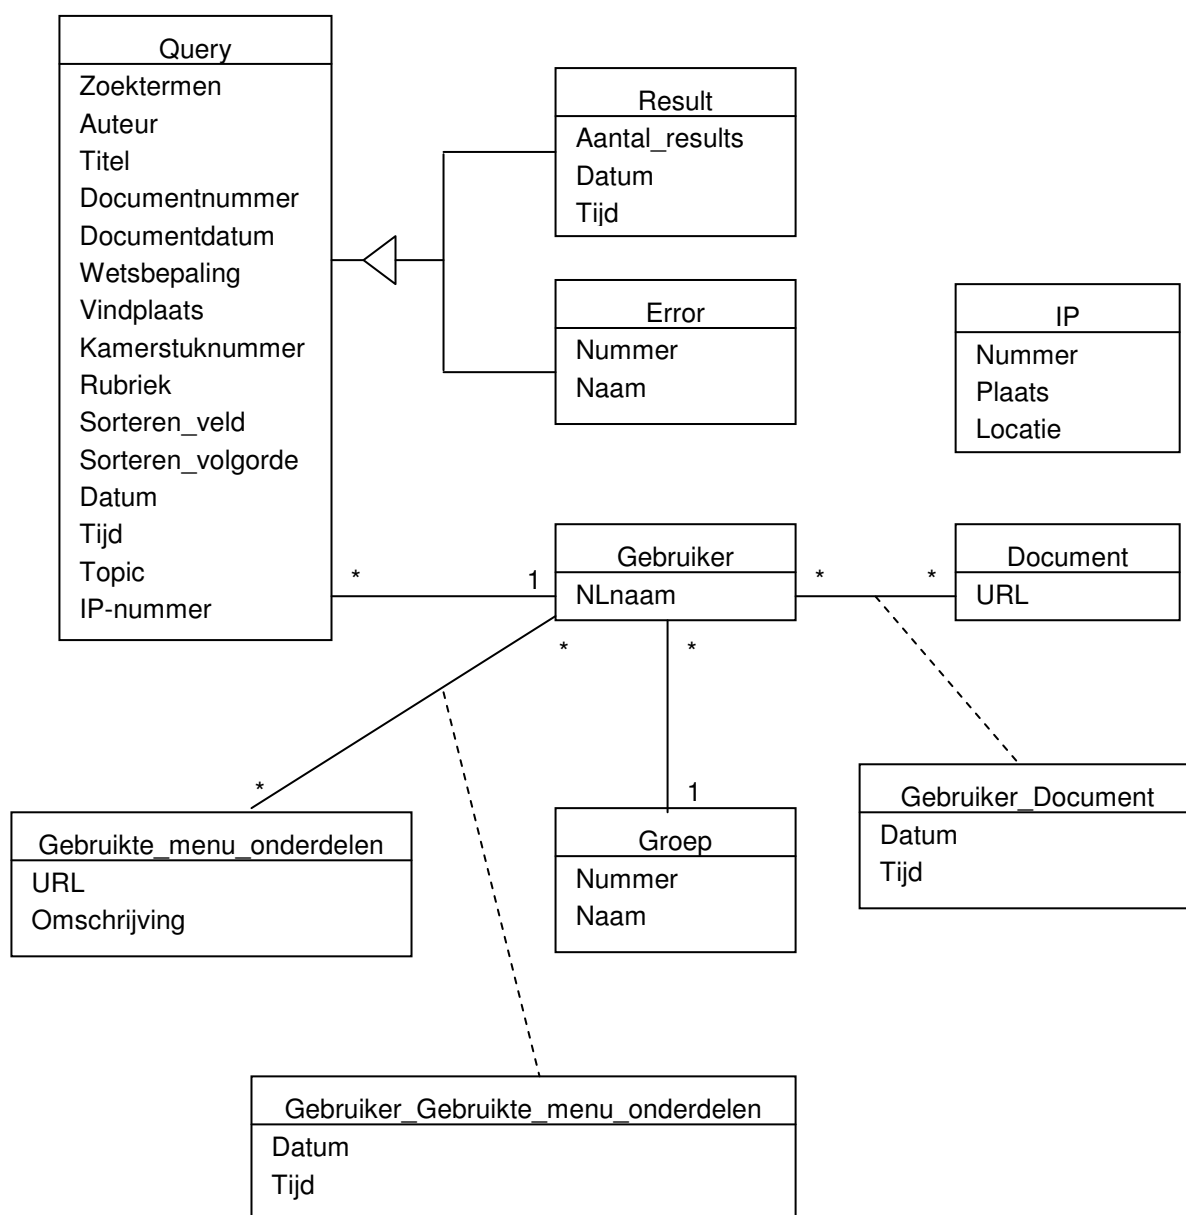 Query
Zoektermen
Auteur
Titel
Documentnummer
Documentdatum
Wetsbepaling
Vindplaats
Kamerstuknummer
Rubriek
Sorteren_veld
Sorteren_volgorde
Datum
Tijd
Topic
IP-nummer
Result
Aantal_results
Datum
Tijd
Error
Nummer
Naam
IP
Nummer
Plaats
Locatie
* 1
Gebruiker
NLnaam
* *
Document
URL
* *
* 1
Gebruikte_menu_onderdelen
URL
Omschrijving
Groep
Nummer
Naam
Gebruiker_Document
Datum
Tijd
Gebruiker_Gebruikte_menu_onderdelen
Datum
Tijd